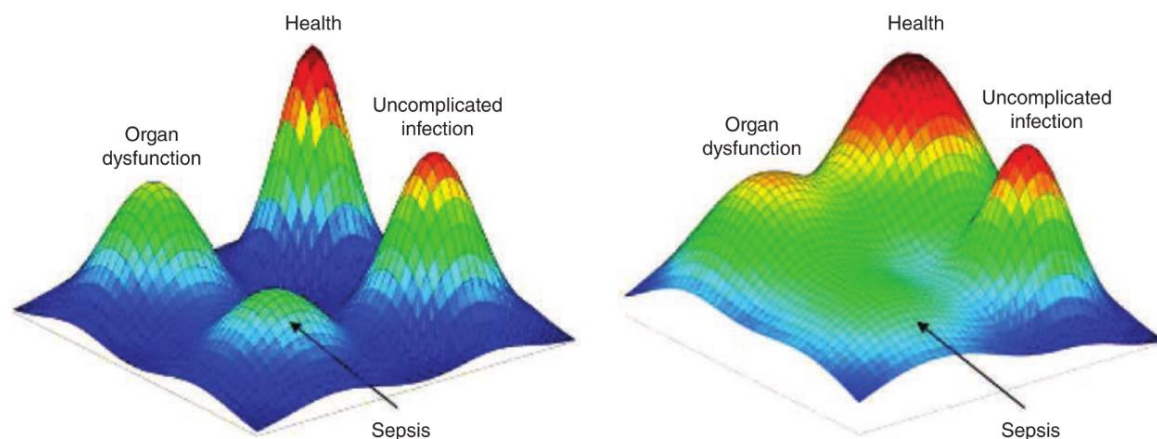 Health
Uncomplicated
infection
Organ
dysfunction
Sepsis
Health
Uncomplicated
infection
Organ
dysfunction
Sepsis